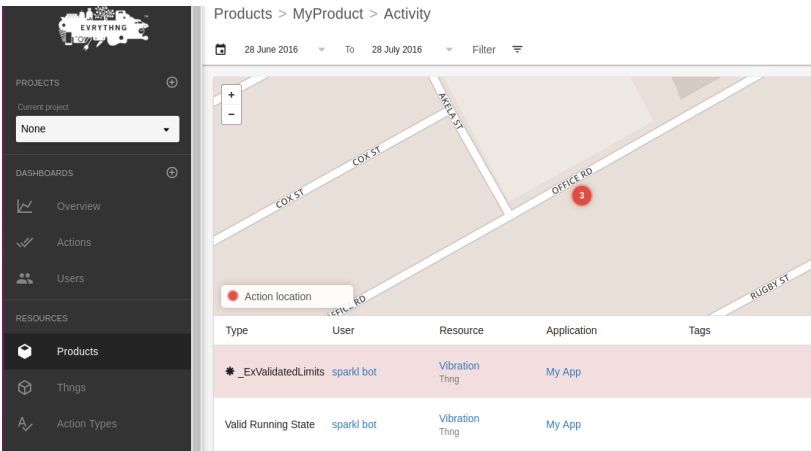 EVRYTHNG
Products > MyProduct > Activity
28 June 2016 To 28 July 2016 Filter
PROJECTS
Current project
None
DASHBOARDS
Overview
Actions
Users
RESOURCES
Products
Thngs
Action Types
+
−
AKELA ST
COX ST
COX ST
OFFICE RD
3
RUGBY ST
Action location
Type User Resource Application Tags
✱ _ExValidatedLimits sparkl bot Vibration My App
Thng
Valid Running State sparkl bot Vibration My App
Thng